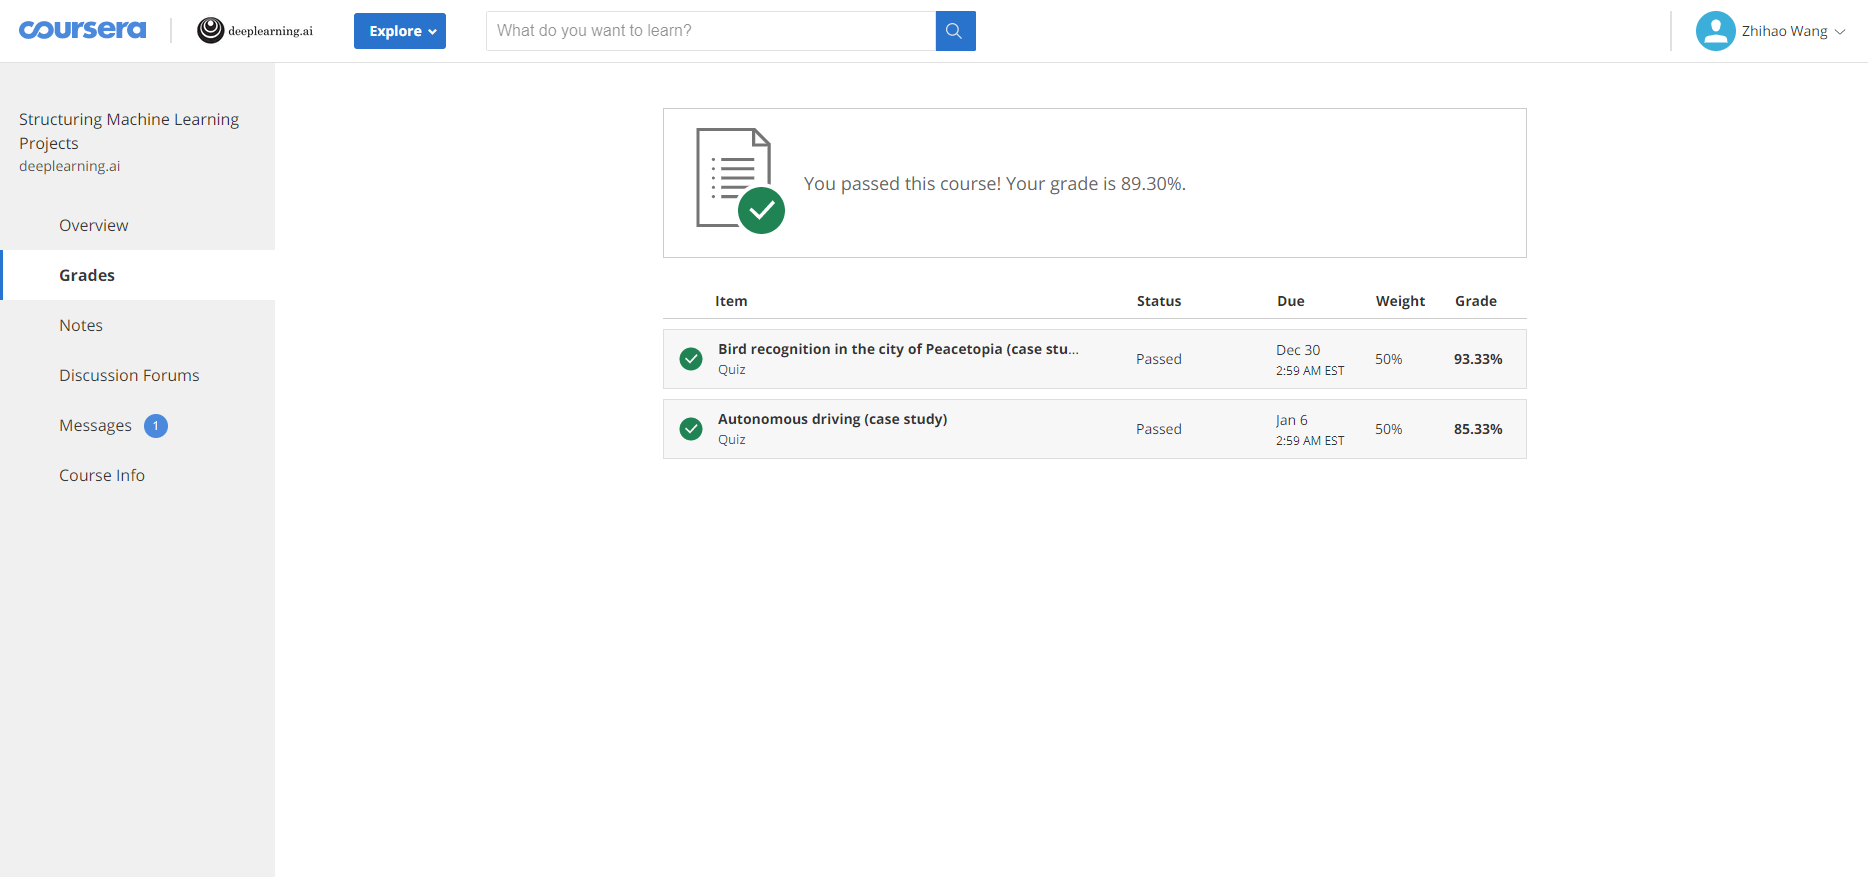 coursera
deeplearning.ai
Explore
What do you want to learn?
Zhihao Wang
Structuring Machine Learning
Projects
deeplearning.ai
Overview
Grades
Notes
Discussion Forums
Messages 1
Course Info
You passed this course! Your grade is 89.30%.
Item Status Due Weight Grade
Bird recognition in the city of Peacetopia (case stu...
Quiz
Passed
Dec 30
2:59 AM EST
50%
93.33%
Autonomous driving (case study)
Quiz
Passed
Jan 6
2:59 AM EST
50%
85.33%